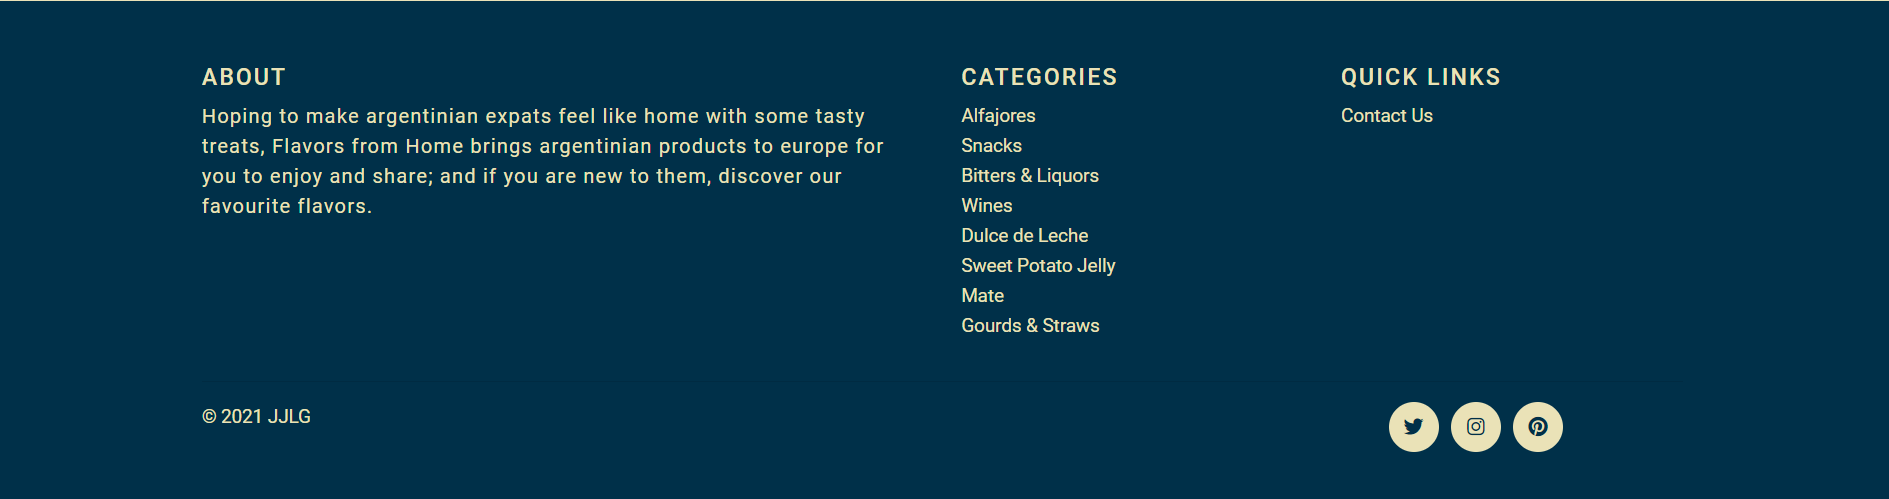 ABOUT
Hoping to make argentinian expats feel like home with some tasty
treats, Flavors from Home brings argentinian products to europe for
you to enjoy and share; and if you are new to them, discover our
favourite flavors.
CATEGORIES
Alfajores
Snacks
Bitters & Liquors
Wines
Dulce de Leche
Sweet Potato Jelly
Mate
Gourds & Straws
QUICK LINKS
Contact Us
© 2021 JJLG